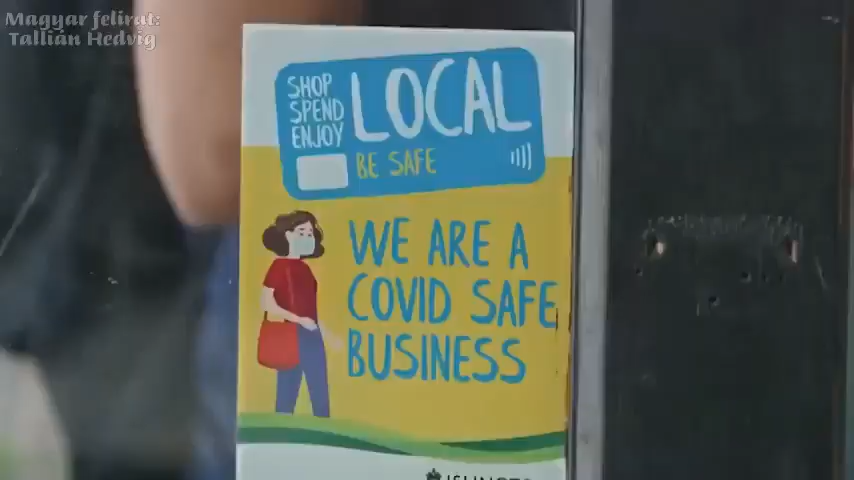 Magyar felirat:
Tallián Hedvig
SHOP
SPEND
ENJOY
LOCAL
BE SAFE
WE ARE A
COVID SAFE
BUSINESS